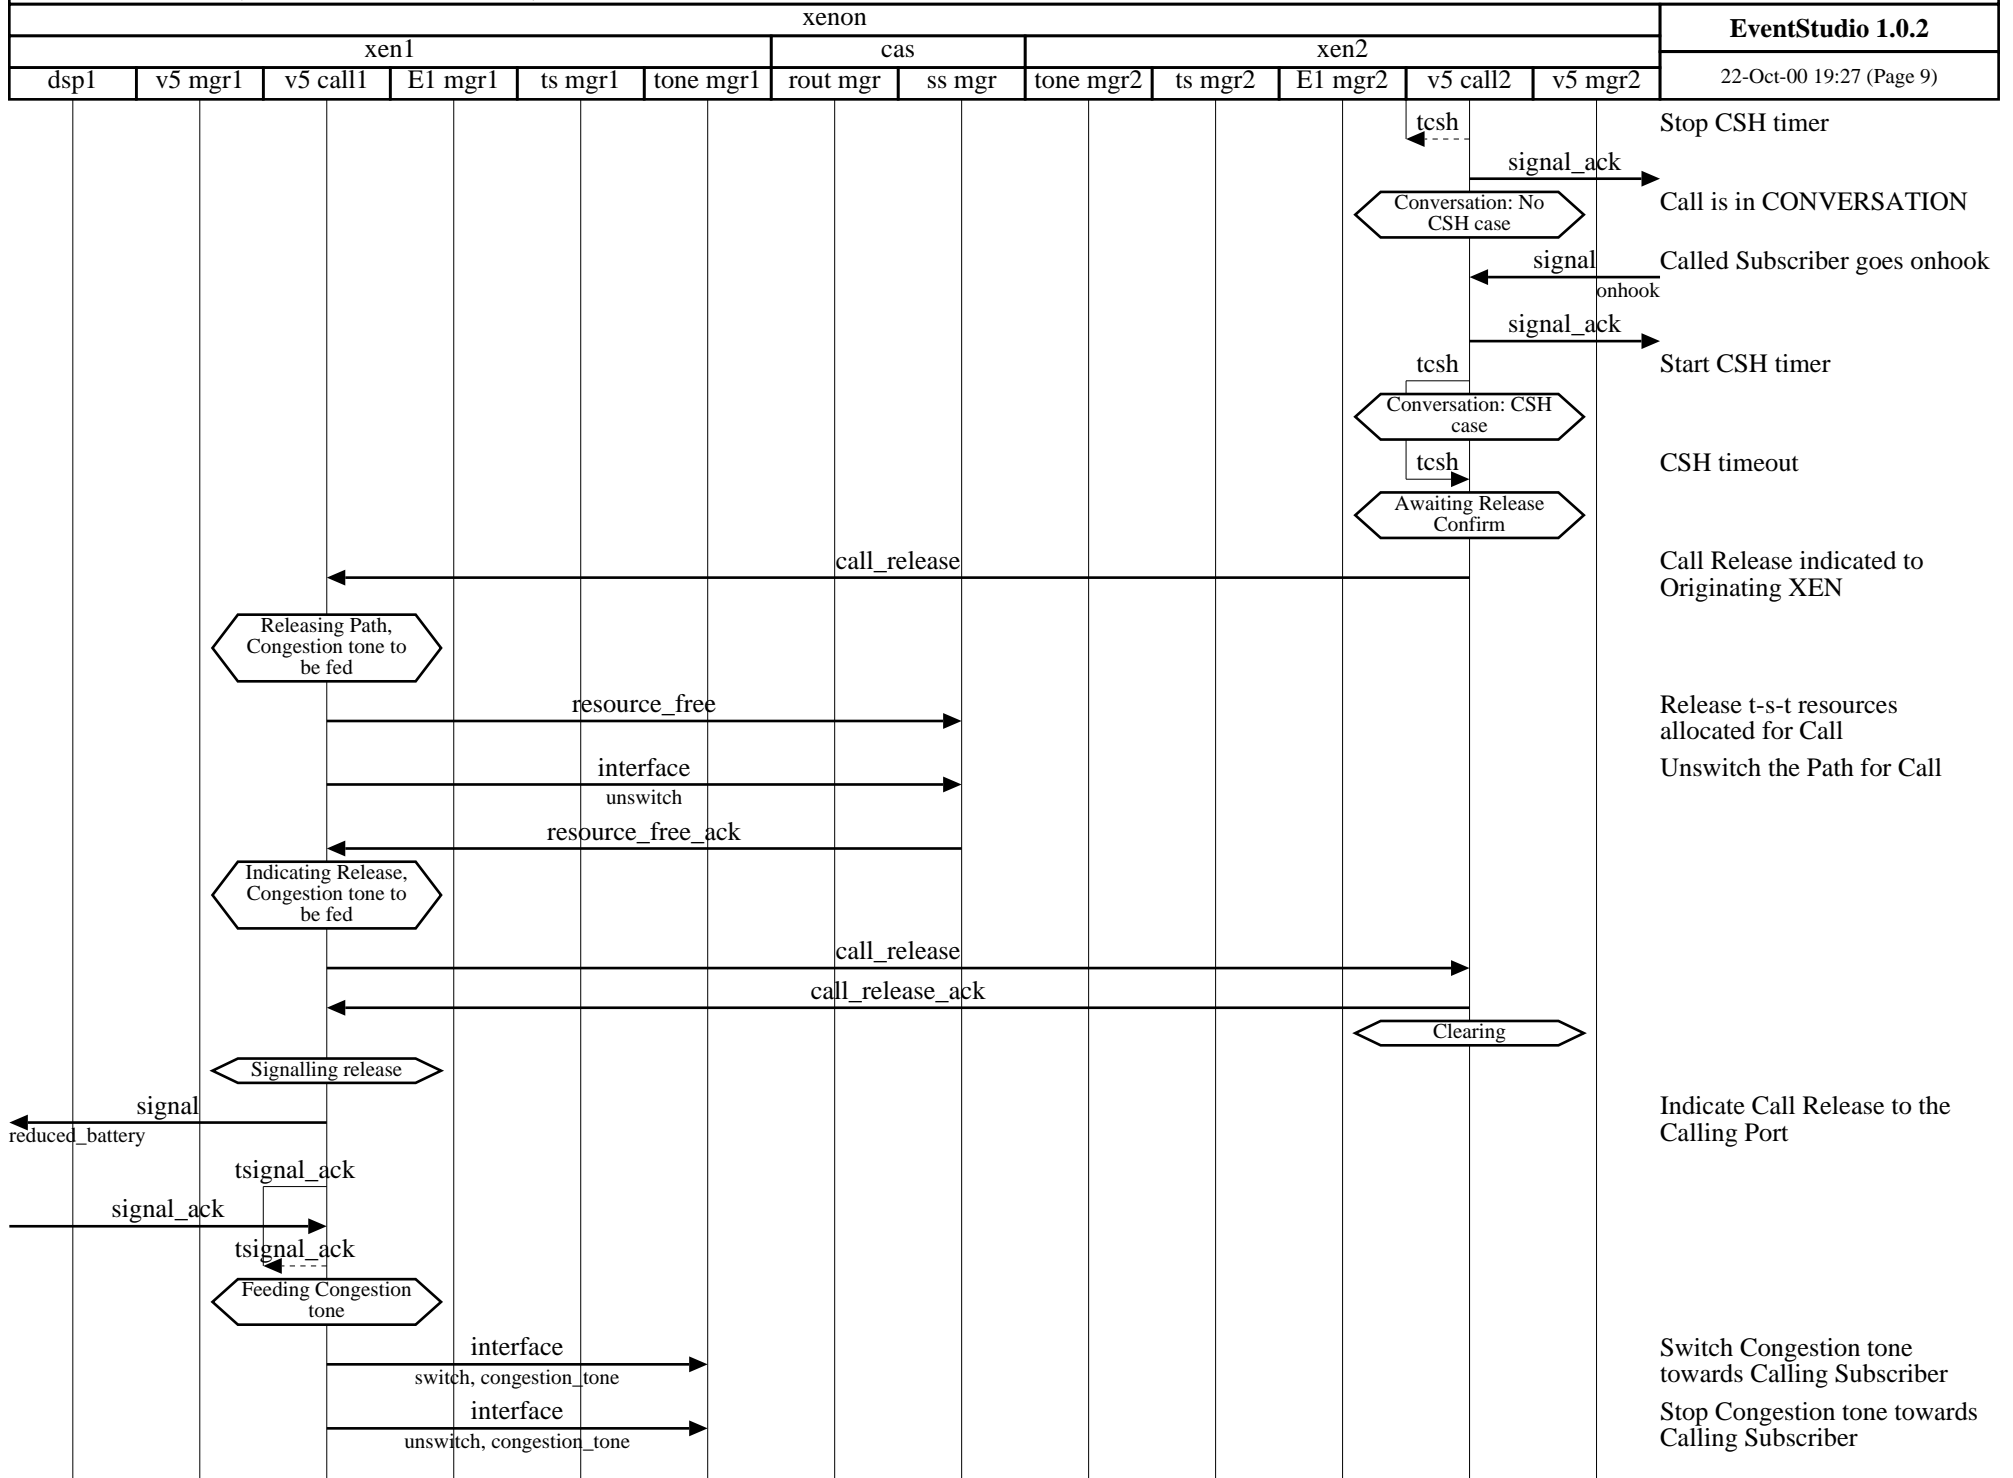 xenon
EventStudio 1.0.2
xen1
cas
xen2
22-Oct-00 19:27 (Page 9)
dsp1
v5 mgr1
v5 call1
E1 mgr1
ts mgr1
tone mgr1
rout mgr
ss mgr
tone mgr2
ts mgr2
E1 mgr2
v5 call2
v5 mgr2
tcsh
Stop CSH timer
signal_ack
Conversation: No
CSH case
Call is in CONVERSATION
signal
onhook
Called Subscriber goes onhook
signal_ack
tcsh
Start CSH timer
Conversation: CSH
case
tcsh
CSH timeout
Awaiting Release
Confirm
call_release
Call Release indicated to
Originating XEN
Releasing Path,
Congestion tone to
be fed
resource_free
Release t-s-t resources
allocated for Call
interface
unswitch
Unswitch the Path for Call
resource_free_ack
Indicating Release,
Congestion tone to
be fed
call_release
call_release_ack
Clearing
Signalling release
signal
reduced_battery
Indicate Call Release to the
Calling Port
tsignal_ack
signal_ack
tsignal_ack
Feeding Congestion
tone
interface
switch, congestion_tone
Switch Congestion tone
towards Calling Subscriber
interface
unswitch, congestion_tone
Stop Congestion tone towards
Calling Subscriber